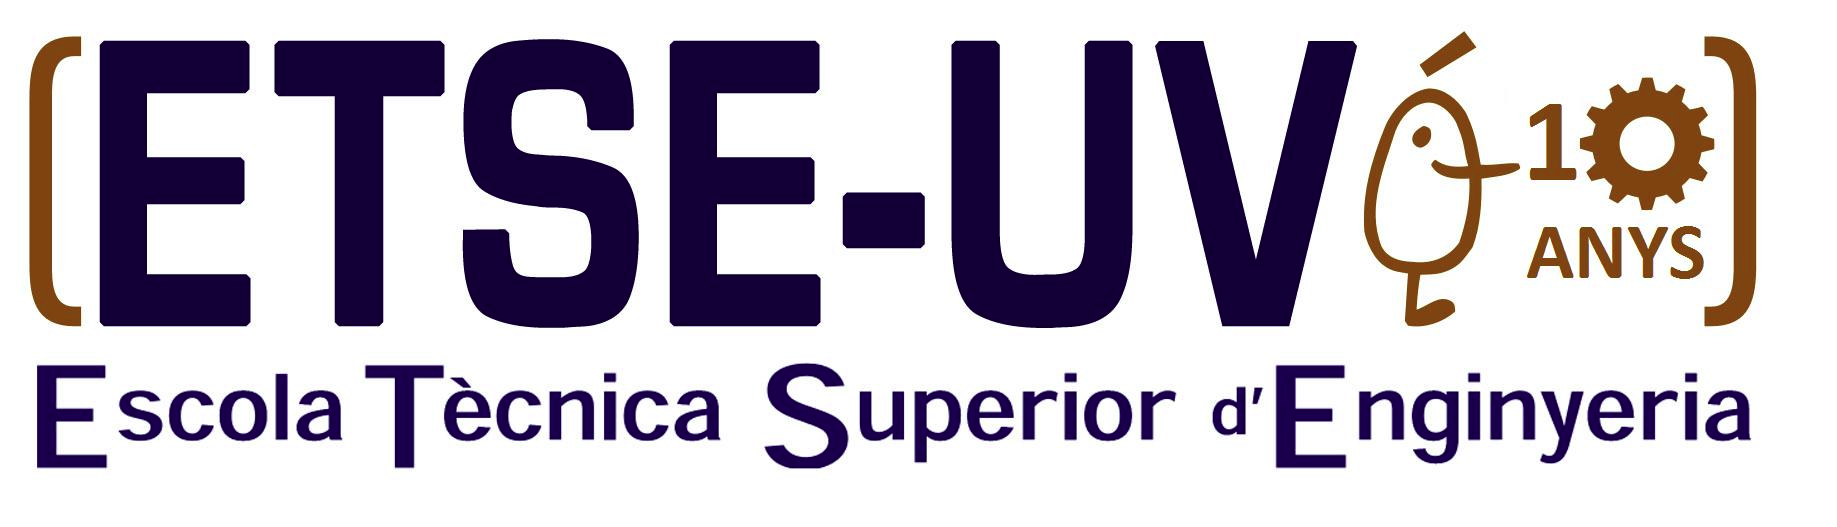 (ETSE-UV 10
ANYS)
Escola Tècnica Superior d'Enginyeria